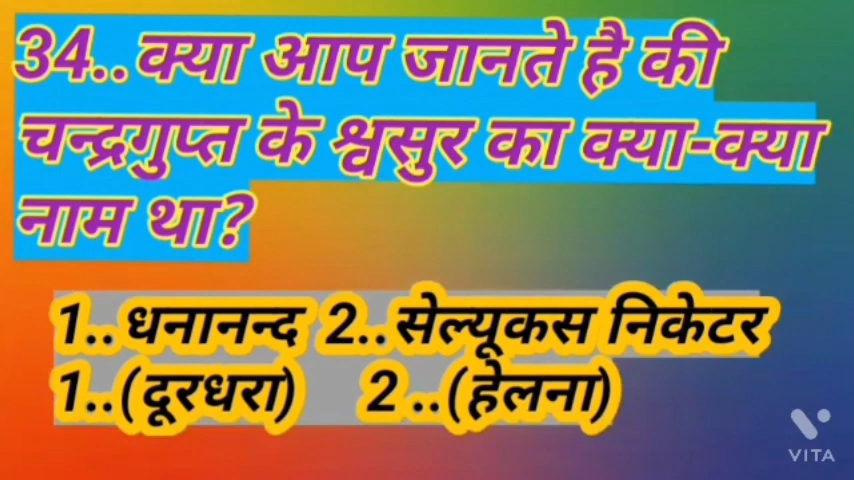 34..क्या आप जानते है की
चन्द्रगुप्त के श्वसुर का क्या-क्या
नाम था?
1..धनानन्द 2..सेल्यूकस निकेटर
1..(दूरधरा) 2..(हेलना)
VITA